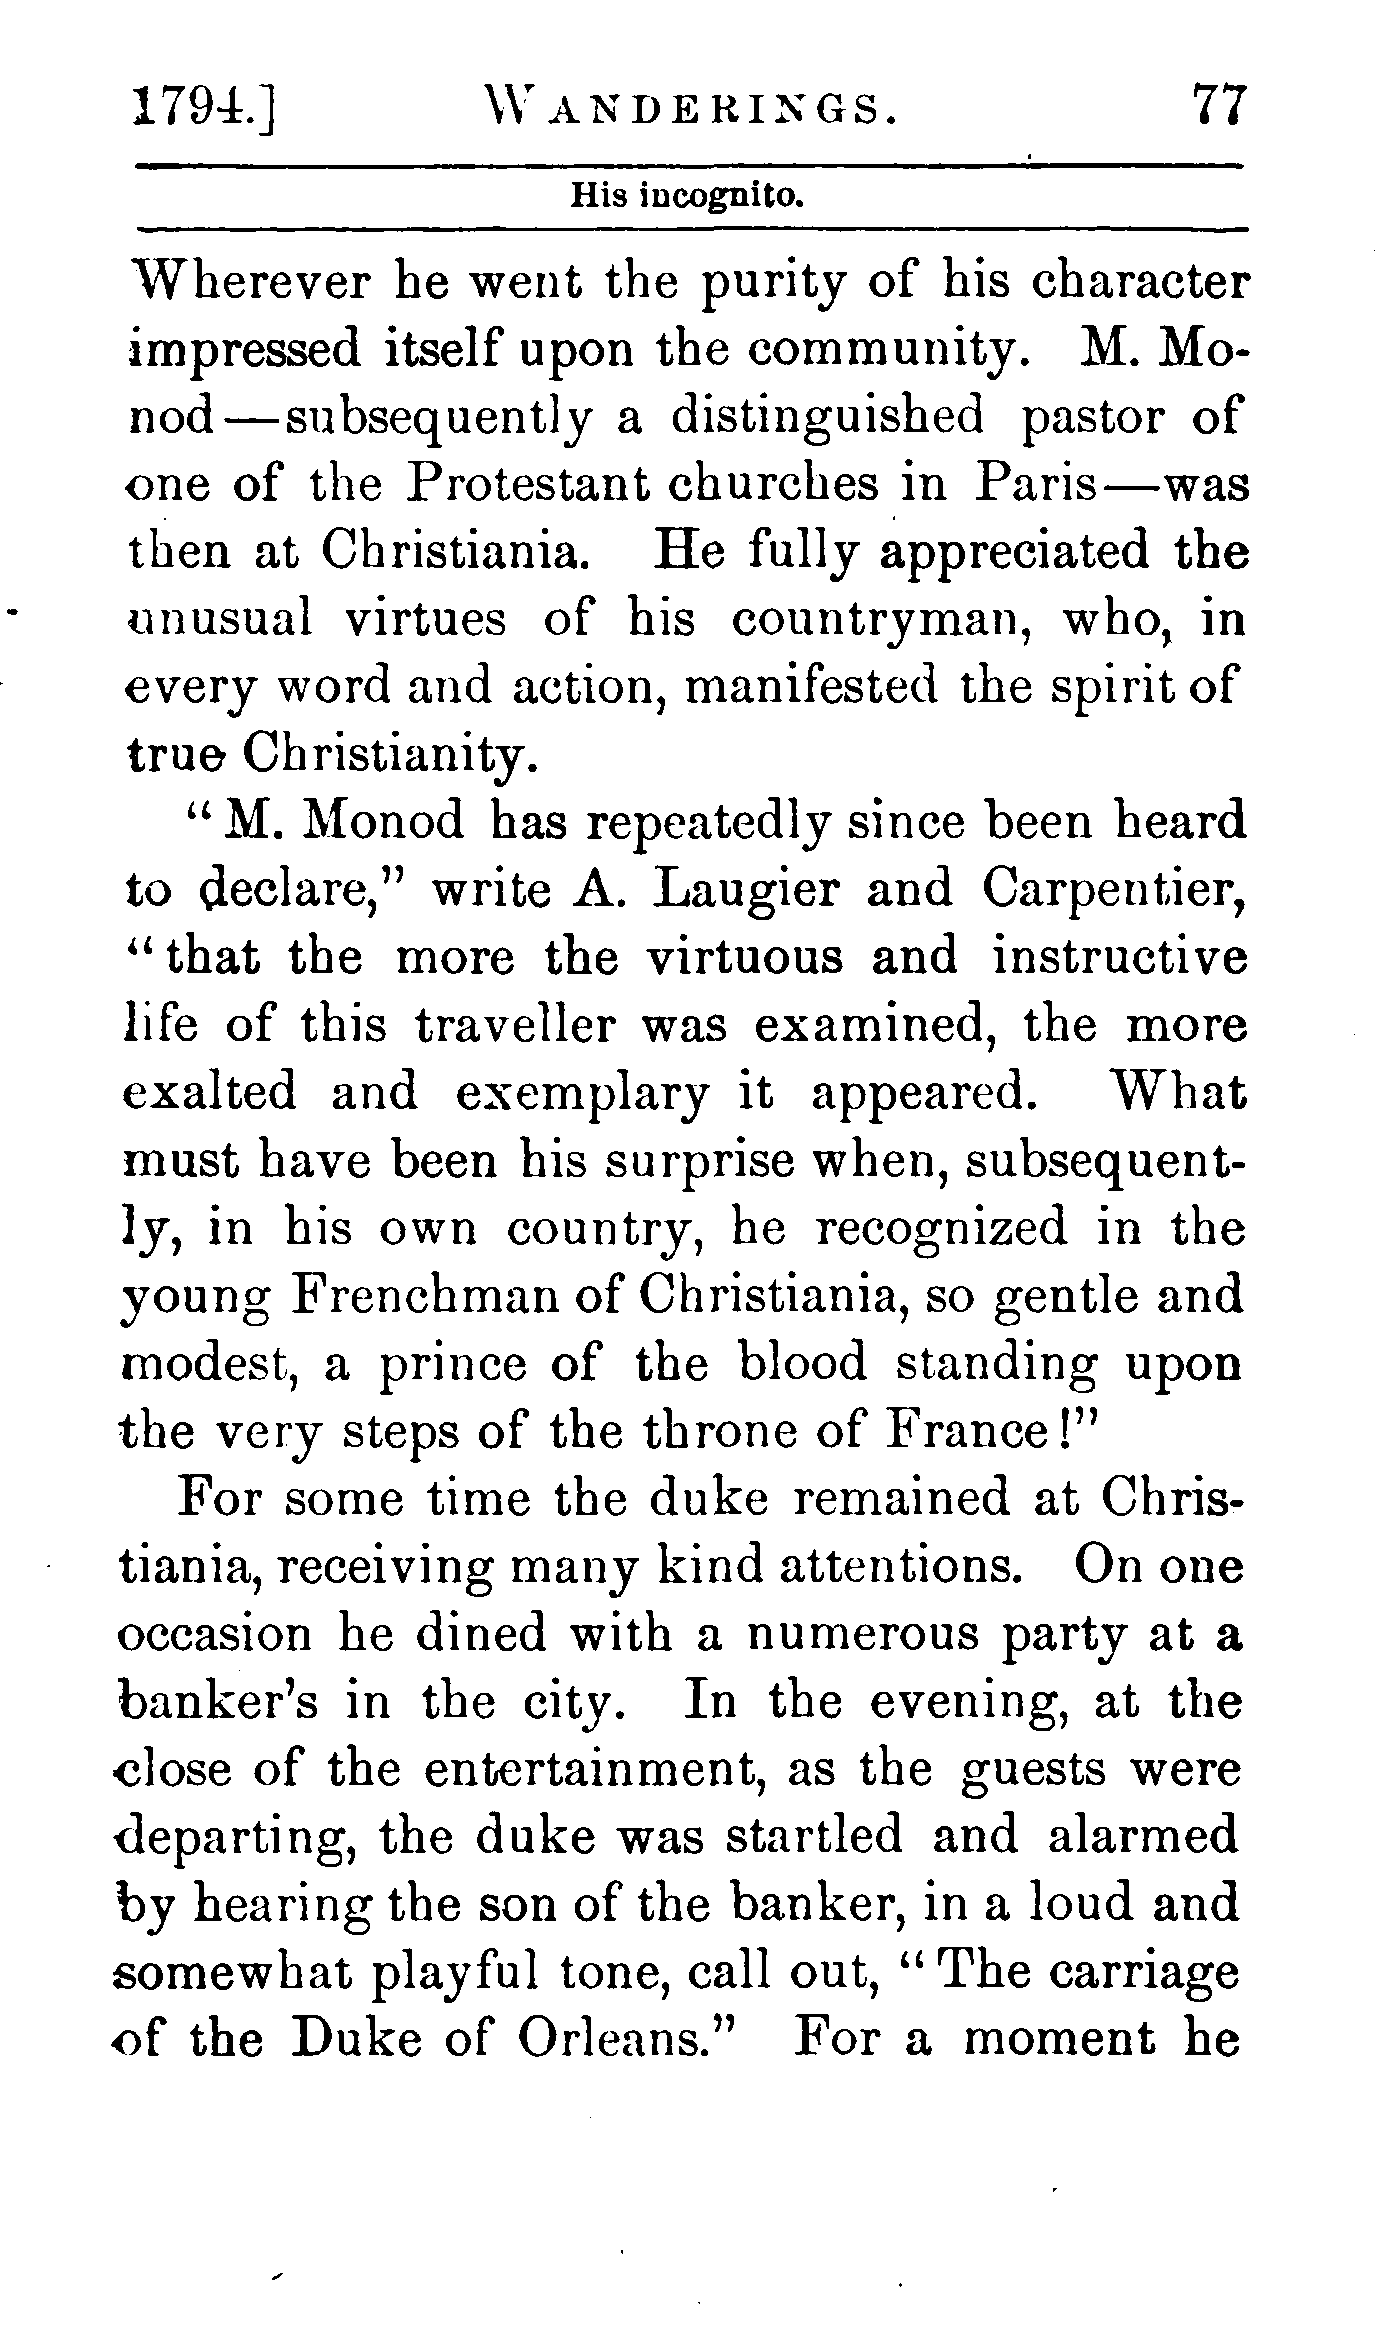 1794.] WANDERINGS. 77
His incognito.
Wherever he went the purity of his character
impressed itself upon the community. M. Mo-
nod—subsequently a distinguished pastor of
one of the Protestant churches in Paris—was
then at Christiania. He fully appreciated the
unusual virtues of his countryman, who, in
every word and action, manifested the spirit of
true Christianity.
“M. Monod has repeatedly since been heard
to declare,” write A. Laugier and Carpentier,
“that the more the virtuous and instructive
life of this traveller was examined, the more
exalted and exemplary it appeared. What
must have been his surprise when, subsequent-
ly, in his own country, he recognized in the
young Frenchman of Christiania, so gentle and
modest, a prince of the blood standing upon
the very steps of the throne of France!”
For some time the duke remained at Chris-
tiania, receiving many kind attentions. On one
occasion he dined with a numerous party at a
banker's in the city. In the evening, at the
close of the entertainment, as the guests were
departing, the duke was startled and alarmed
by hearing the son of the banker, in a loud and
somewhat playful tone, call out, “The carriage
of the Duke of Orleans.” For a moment he